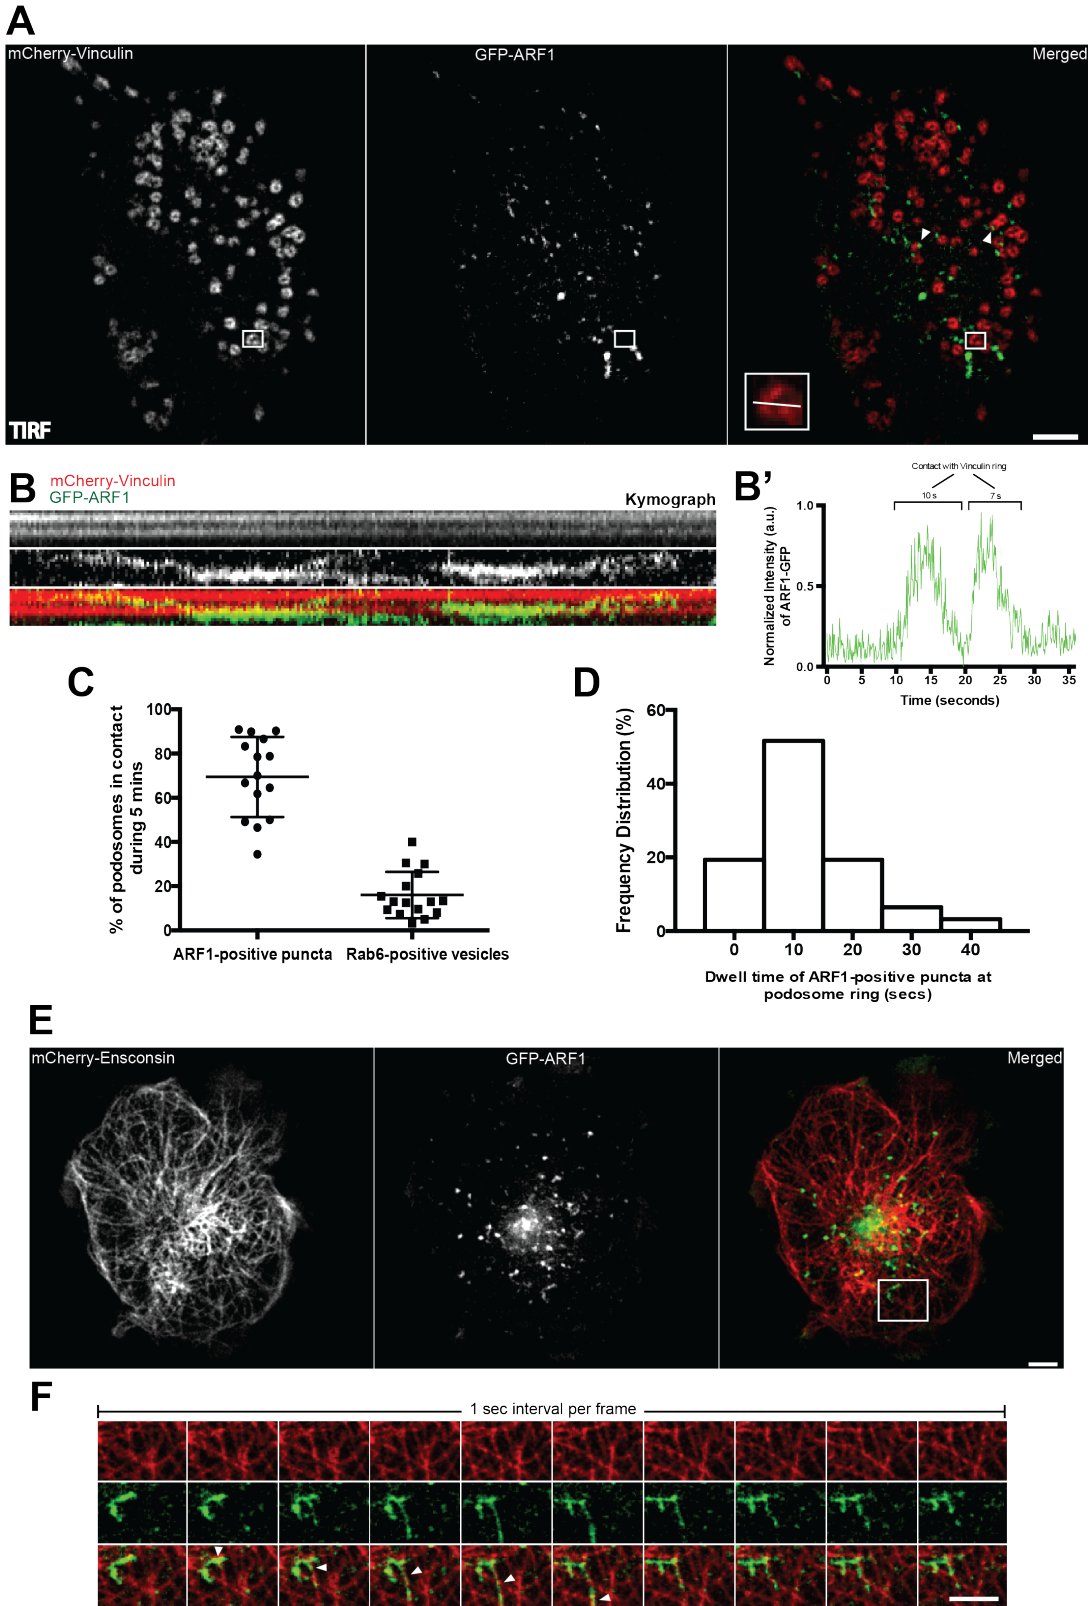 A
mCherry-Vinculin
GFP-ARF1
Merged
TIRF
B
mCherry-Vinculin
GFP-ARF1
Kymograph
B’
Contact with Vinculin ring
10 s
7 s
Normalized Intensity (a.u.)
of ARF1-GFP
1.0
0.5
0.0
0 5 10 15 20 25 30 35
Time (seconds)
C
% of podosomes in contact
during 5 mins
100
80
60
40
20
0
ARF1-positive puncta Rab6-positive vesicles
D
Frequency Distribution (%)
60
40
20
0
0 10 20 30 40
Dwell time of ARF1-positive puncta at
podosome ring (secs)
E
mCherry-Ensconsin
GFP-ARF1
Merged
F
1 sec interval per frame